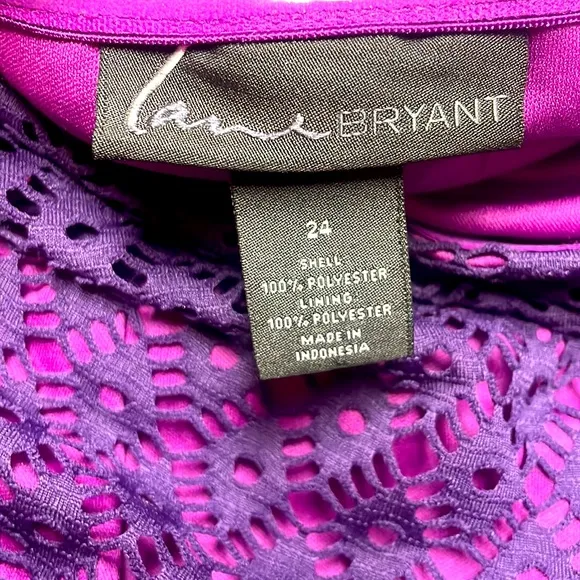 Lane BRYANT
24
SHELL
100% POLYESTER
LINING
100% POLYESTER
MADE IN
INDONESIA